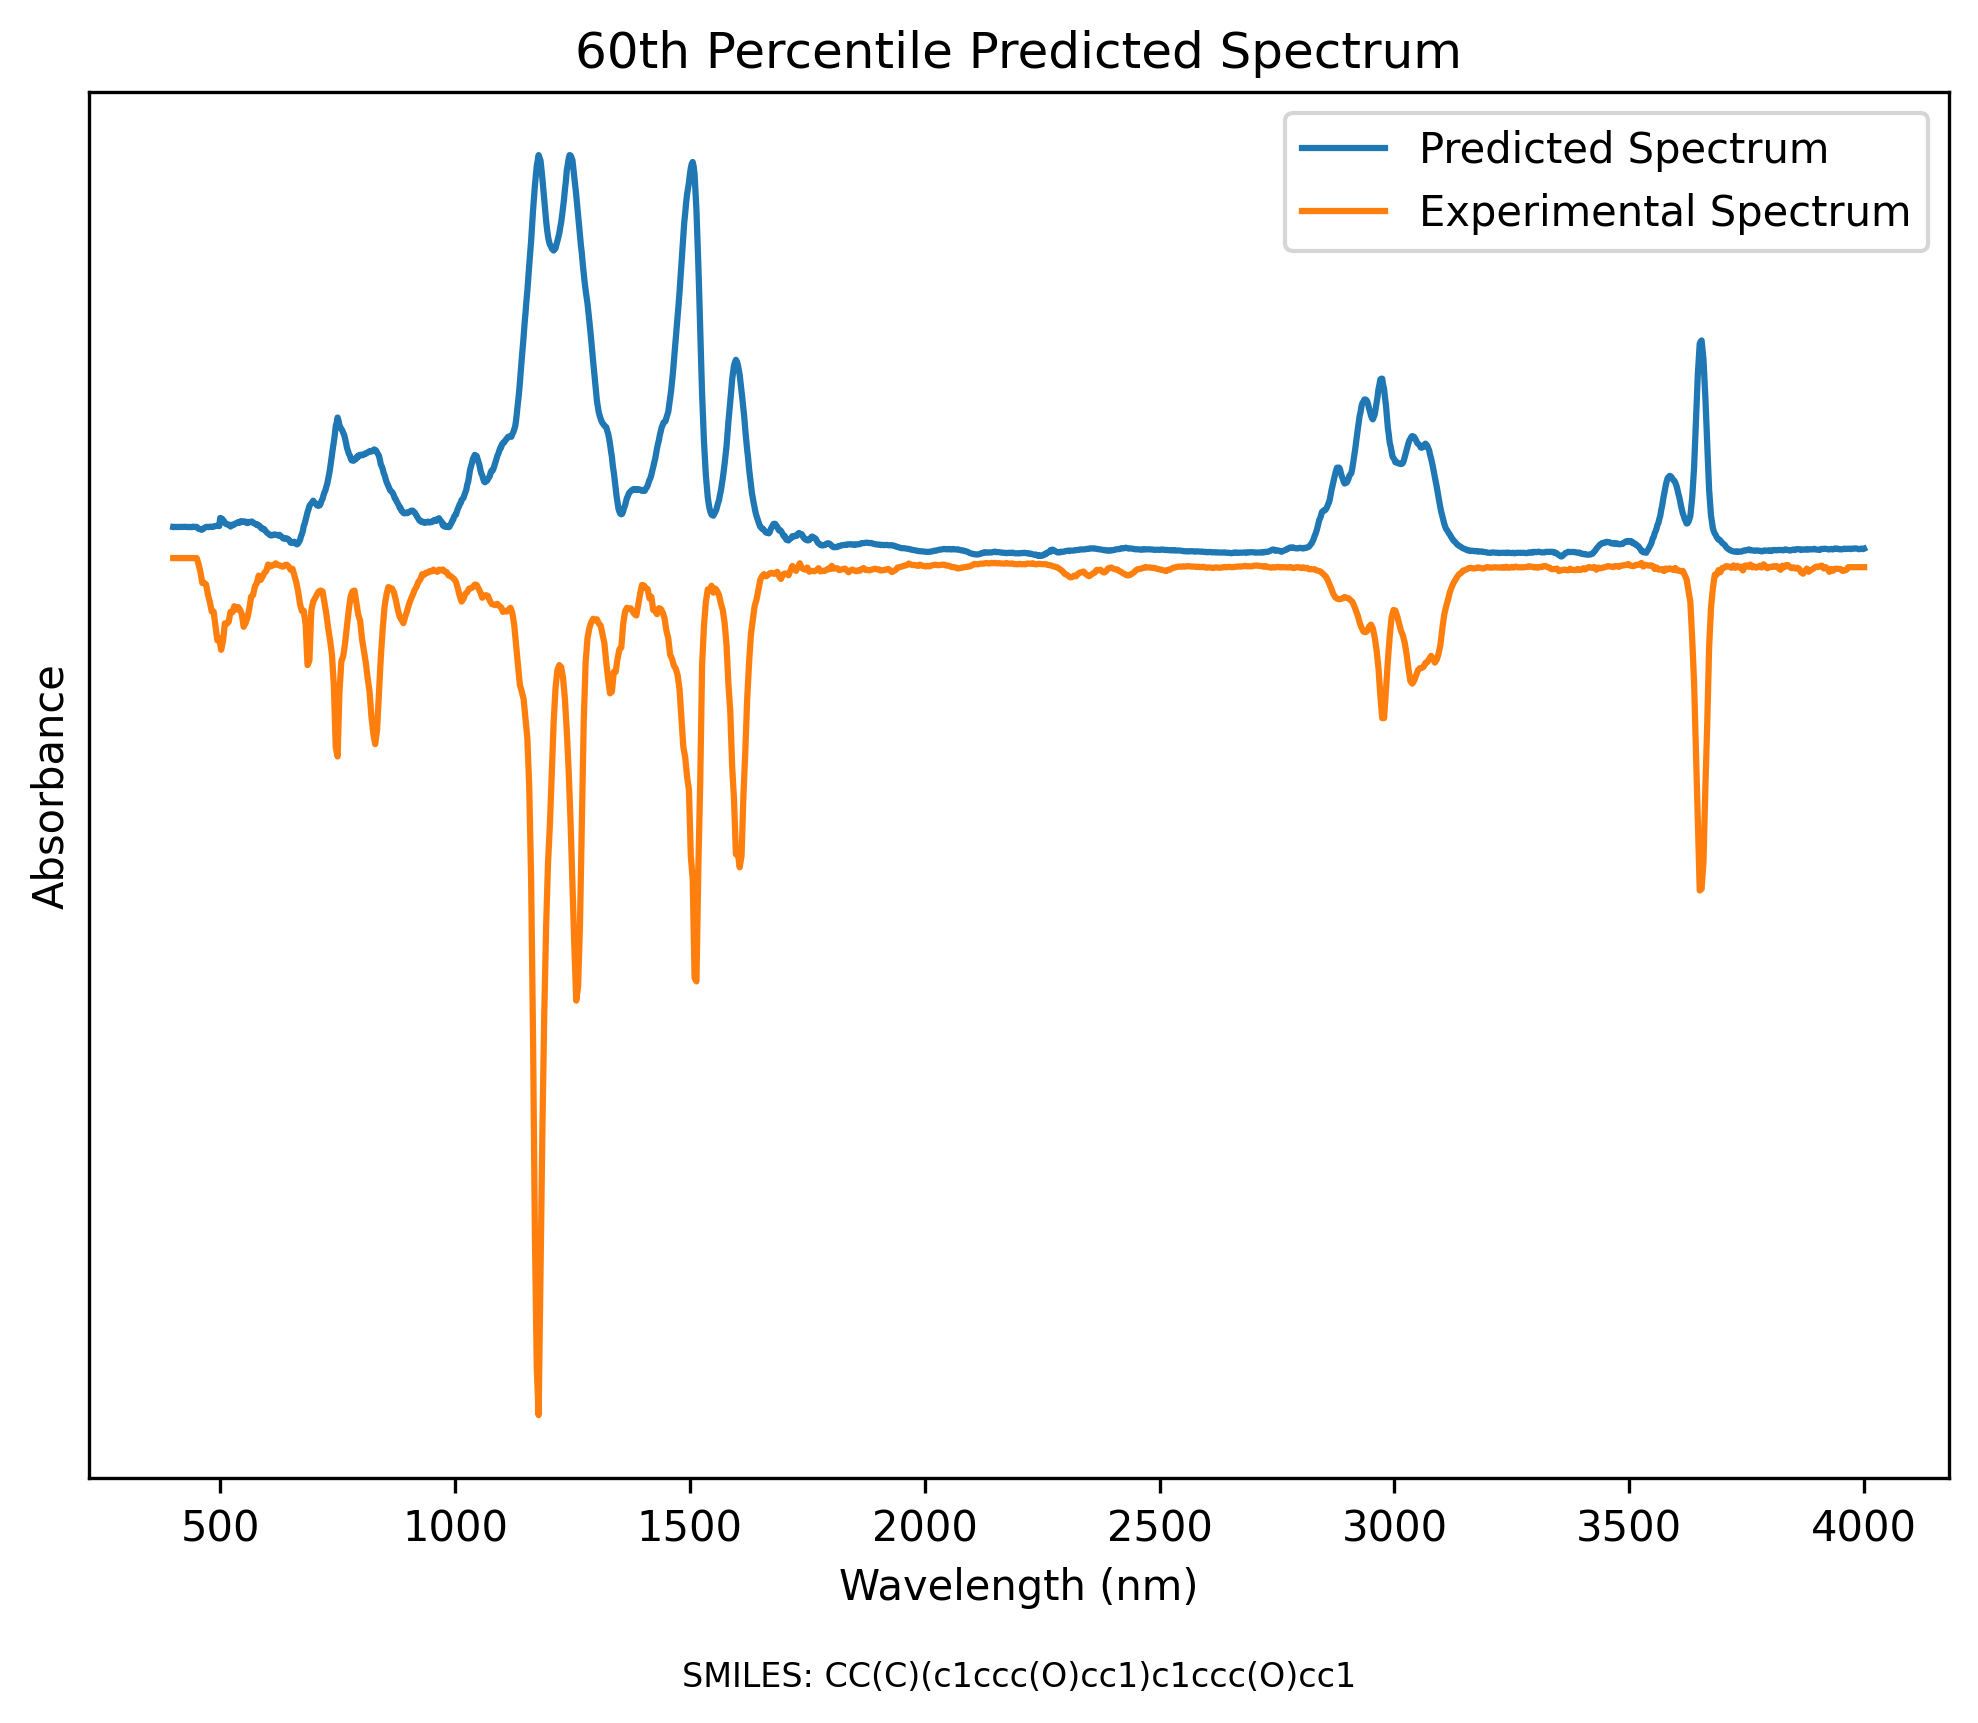 60th Percentile Predicted Spectrum
Predicted Spectrum
Experimental Spectrum
Absorbance
500 1000 1500 2000 2500 3000 3500 4000
Wavelength (nm)
SMILES: CC(C)(c1ccc(O)cc1)c1ccc(O)cc1